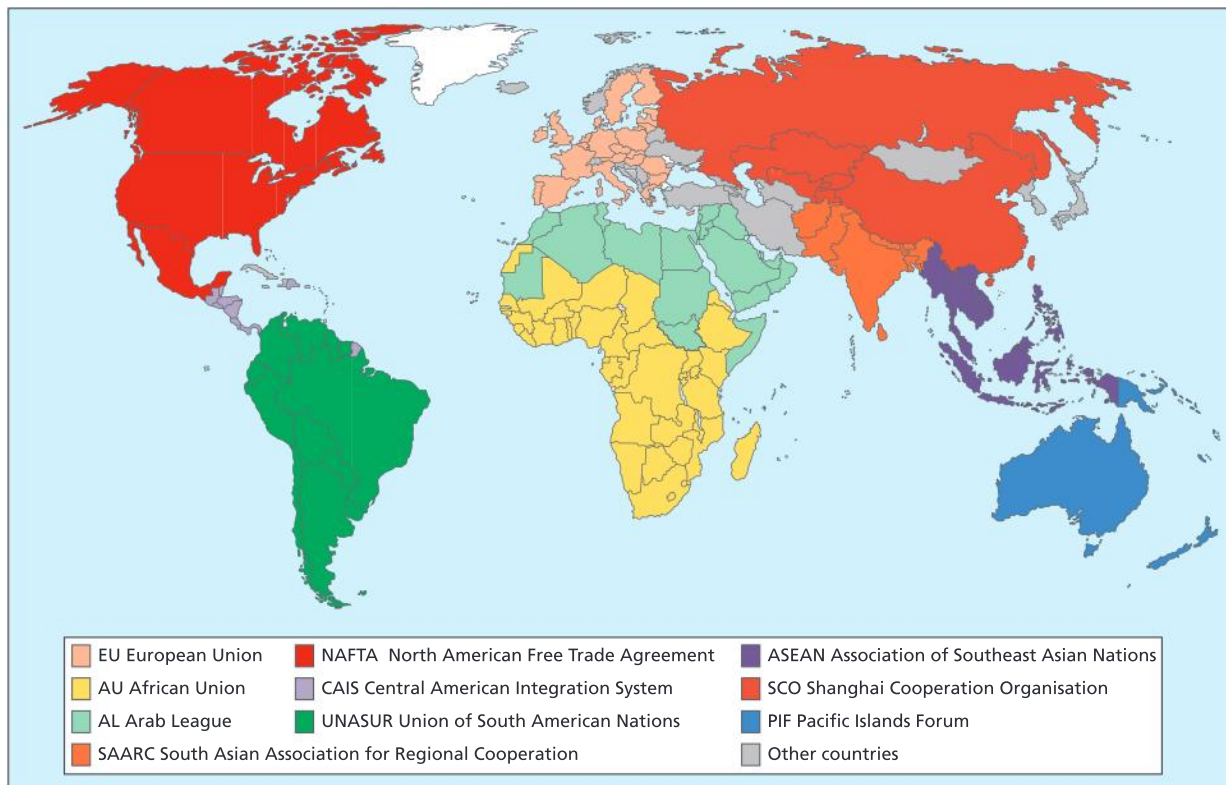 EU European Union
AU African Union
AL Arab League
SAARC South Asian Association for Regional Cooperation
NAFTA North American Free Trade Agreement
CAIS Central American Integration System
UNASUR Union of South American Nations
ASEAN Association of Southeast Asian Nations
SCO Shanghai Cooperation Organisation
PIF Pacific Islands Forum
Other countries